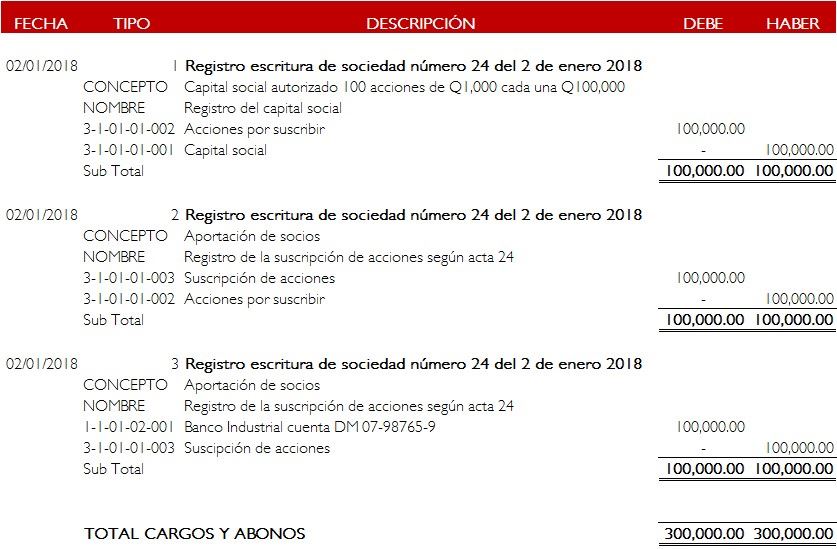 FECHA TIPO DESCRIPCIÓN DEBE HABER
02/01/2018 1 Registro escritura de sociedad número 24 del 2 de enero 2018
CONCEPTO Capital social autorizado 100 acciones de Q1,000 cada una Q100,000
NOMBRE Registro del capital social
3-1-01-01-002 Acciones por suscribir 100,000.00
3-1-01-01-001 Capital social - 100,000.00
Sub Total 100,000.00 100,000.00
02/01/2018 2 Registro escritura de sociedad número 24 del 2 de enero 2018
CONCEPTO Aportación de socios
NOMBRE Registro de la suscripción de acciones según acta 24
3-1-01-01-003 Suscripción de acciones 100,000.00
3-1-01-01-002 Acciones por suscribir - 100,000.00
Sub Total 100,000.00 100,000.00
02/01/2018 3 Registro escritura de sociedad número 24 del 2 de enero 2018
CONCEPTO Aportación de socios
NOMBRE Registro de la suscripción de acciones según acta 24
1-1-01-02-001 Banco Industrial cuenta DM 07-98765-9 100,000.00
3-1-01-01-003 Suscipción de acciones - 100,000.00
Sub Total 100,000.00 100,000.00
TOTAL CARGOS Y ABONOS 300,000.00 300,000.00